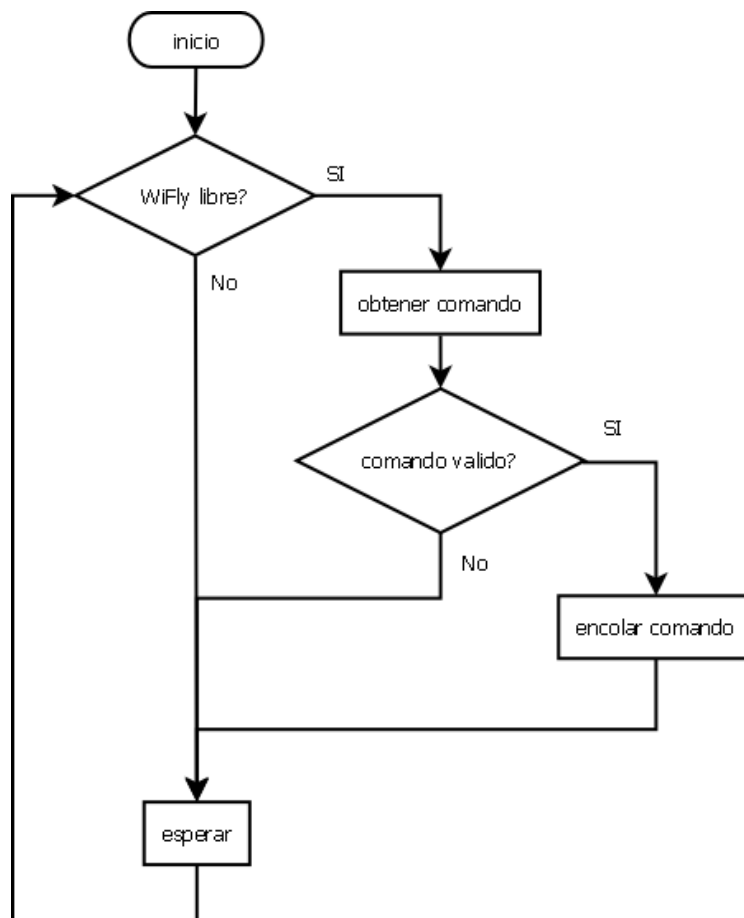 inicio
WiFly libre?
SI
No
obtener comando
comando valido?
SI
No
encolar comando
esperar